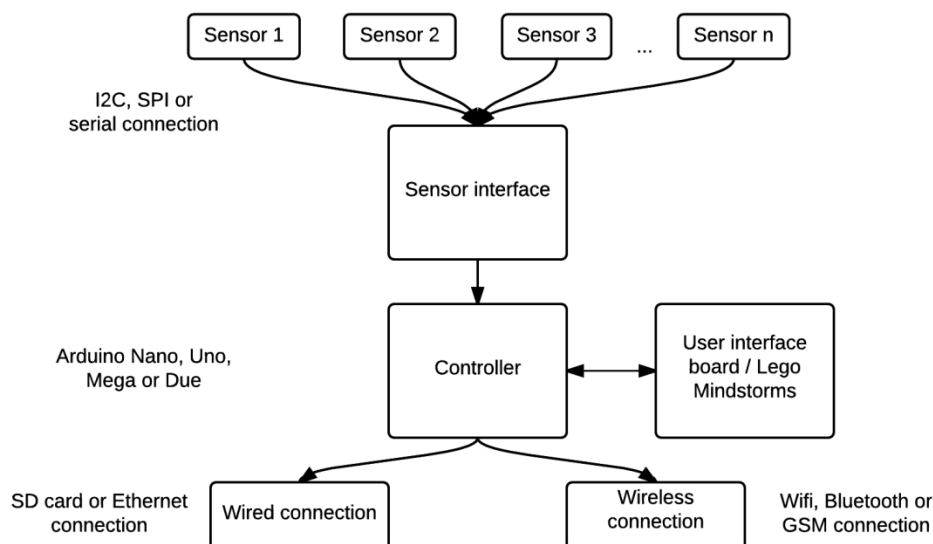 Sensor 1
Sensor 2
Sensor 3
...
Sensor n
I2C, SPI or
serial connection
Sensor interface
Arduino Nano, Uno,
Mega or Due
Controller
User interface
board / Lego
Mindstorms
SD card or Ethernet
connection
Wired connection
Wireless
connection
Wifi, Bluetooth or
GSM connection